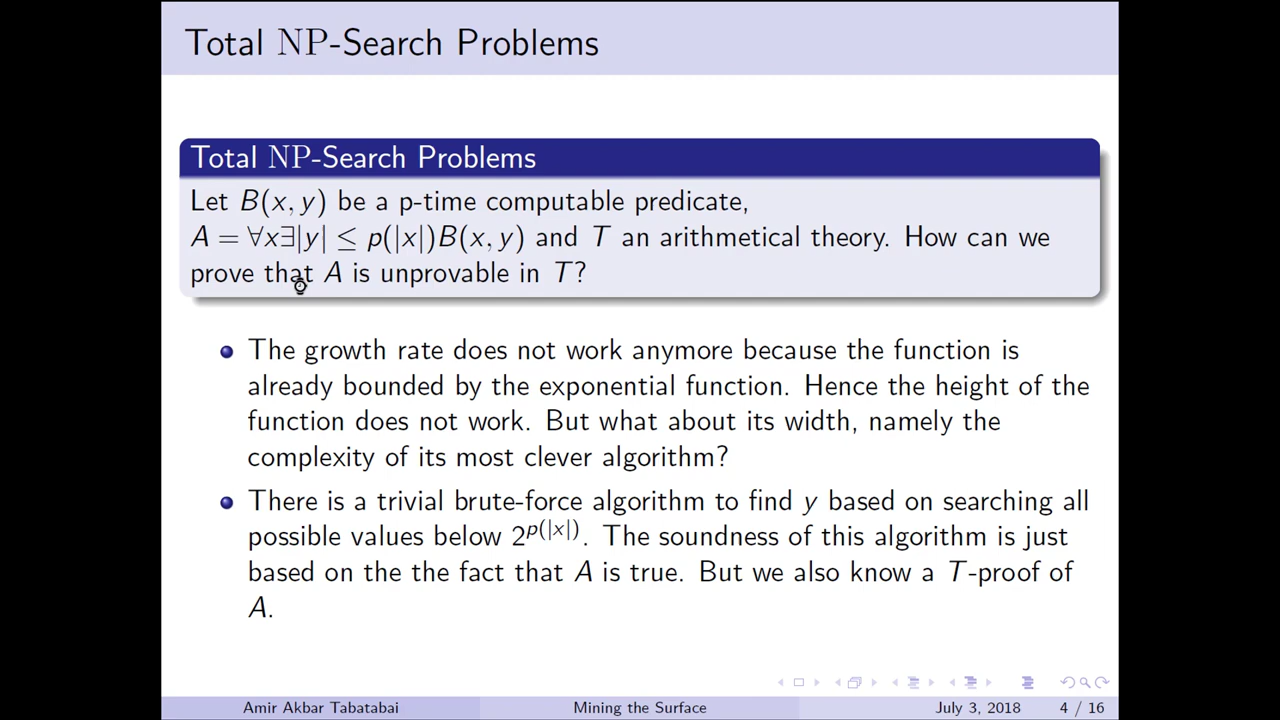 Total NP-Search Problems
Total NP-Search Problems
Let B(x, y) be a p-time computable predicate,
A = ∀x∃|y| ≤ p(|x|)B(x, y) and T an arithmetical theory. How can we
prove that A is unprovable in T?
The growth rate does not work anymore because the function is
already bounded by the exponential function. Hence the height of the
function does not work. But what about its width, namely the
complexity of its most clever algorithm?
There is a trivial brute-force algorithm to find y based on searching all
possible values below 2^{p(|x|)}. The soundness of this algorithm is just
based on the the fact that A is true. But we also know a T-proof of
A.
Amir Akbar Tabatabai Mining the Surface July 3, 2018 4 / 16